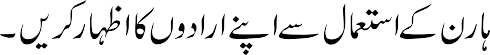 ہارن کے استعمال سے اپنے ارادوں کا اظہار کریں۔